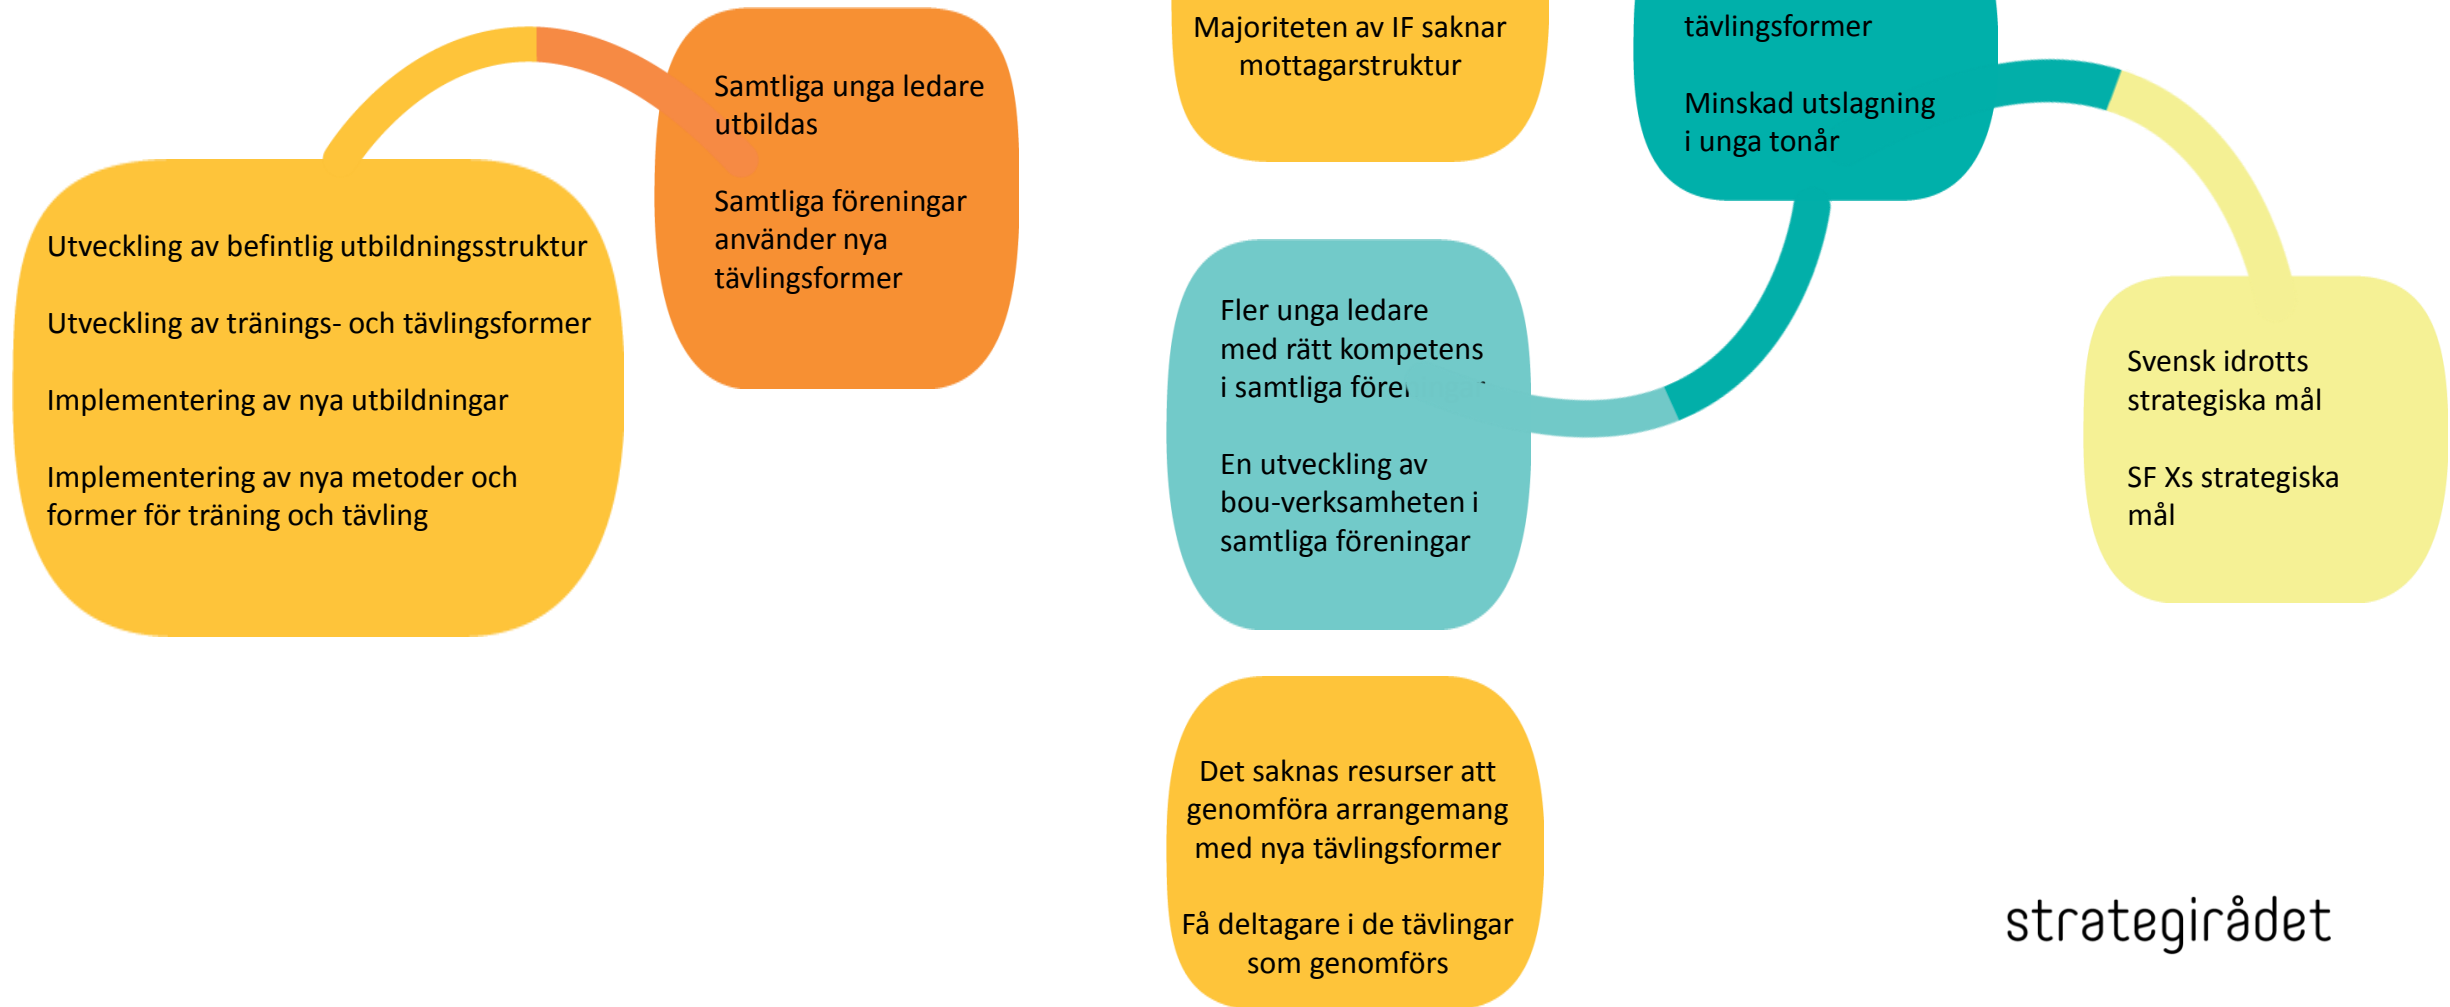 Utveckling av befintlig utbildningsstruktur
Utveckling av tränings- och tävlingsformer
Implementering av nya utbildningar
Implementering av nya metoder och
former för träning och tävling
Samtliga unga ledare
utbildas
Samtliga föreningar
använder nya
tävlingsformer
Majoriteten av IF saknar
mottagarstruktur
Fler unga ledare
med rätt kompetens
i samtliga
En utveckling av
bou-verksamheten i
samtliga föreningar
Det saknas resurser att
genomföra arrangemang
med nya tävlingsformer
Få deltagare i de tävlingar
som genomförs
tävlingsformer
Minskad utslagning
i unga tonår
Svensk idrotts
strategiska mål
SF Xs strategiska
mål
strategirådet